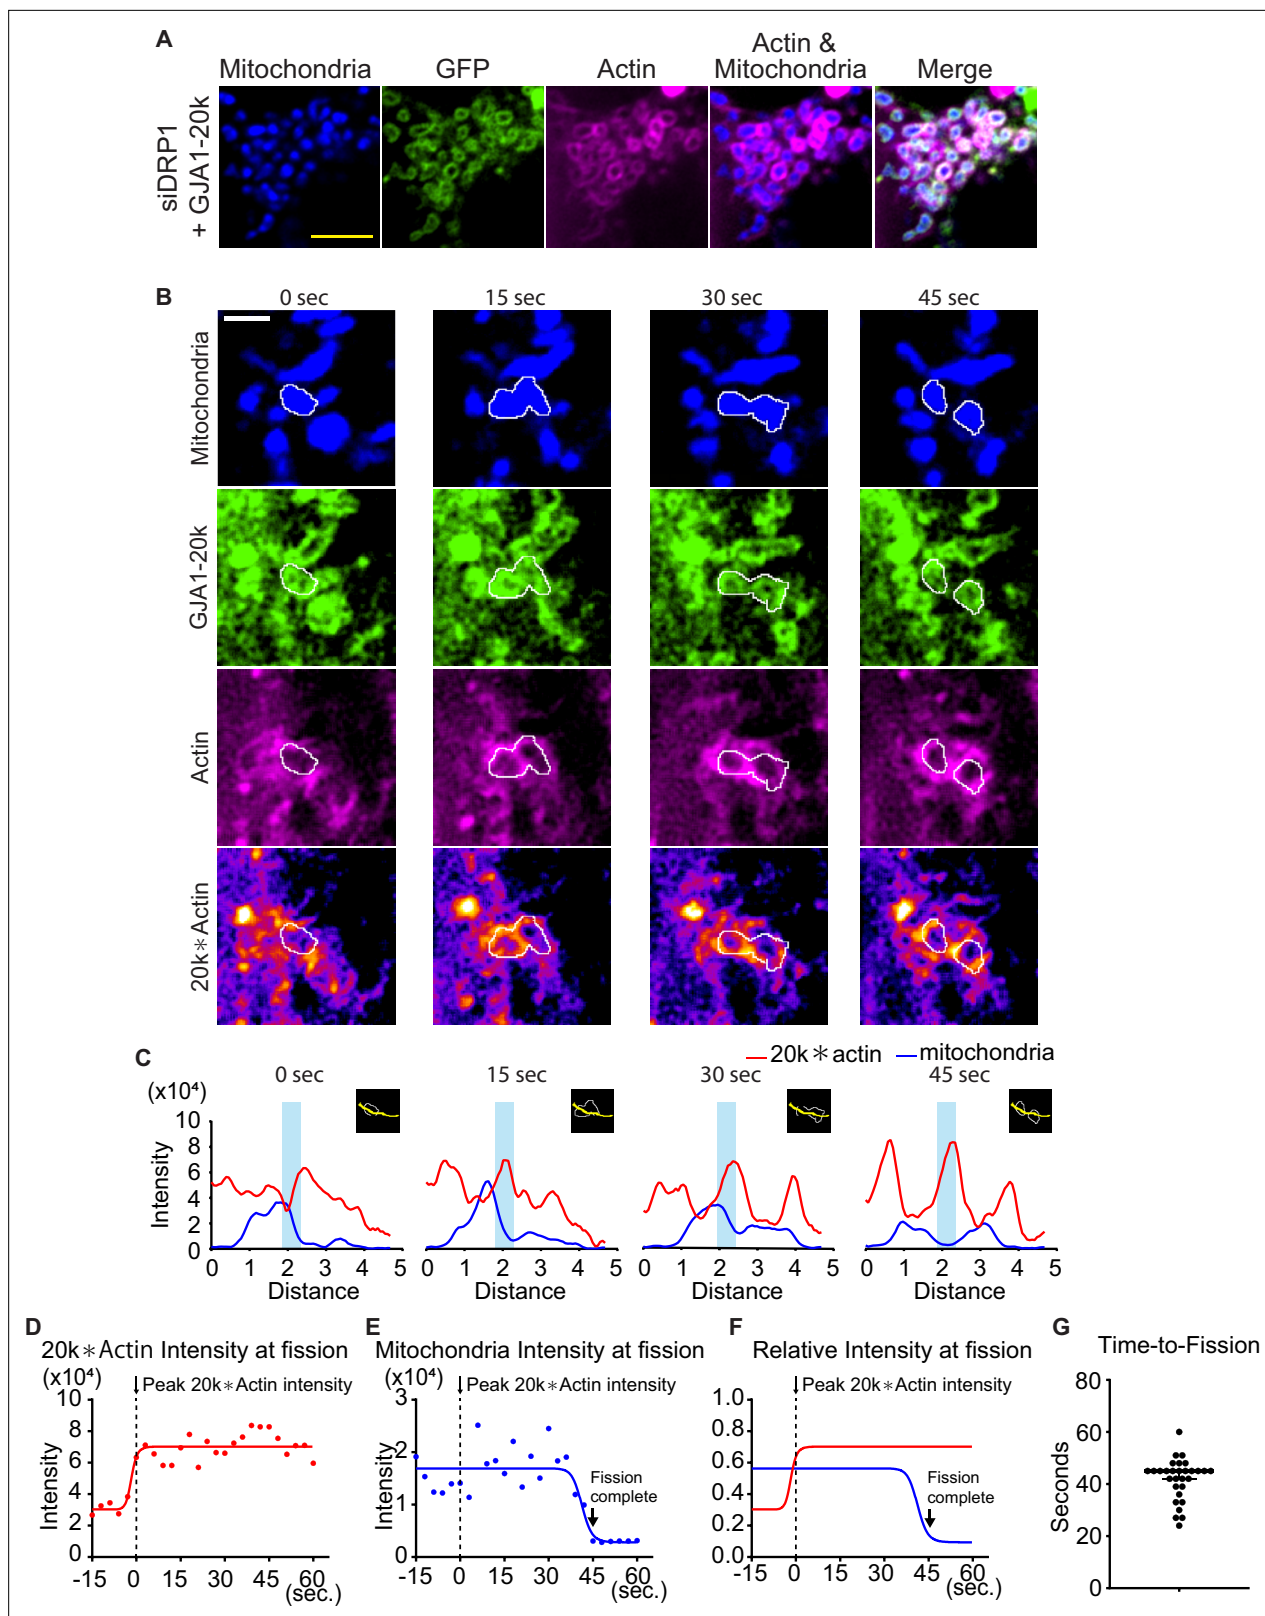 A
Mitochondria
GFP
Actin
Actin &
Mitochondria
Merge
siDRP1
+ GJA1-20k
B
0 sec
15 sec
30 sec
45 sec
Mitochondria
GJA1-20k
Actin
20k*Actin
C
20k*actin
mitochondria
(x10⁴)
0 sec
15 sec
30 sec
45 sec
Intensity
10
8
6
4
2
0
0 1 2 3 4 5
0 1 2 3 4 5
0 1 2 3 4 5
0 1 2 3 4 5
Distance
Distance
Distance
Distance
D
20k*Actin Intensity at fission
(x10⁴)
Peak 20k*Actin intensity
Intensity
10
8
6
4
2
0
-15 0 15 30 45 60
(sec.)
E
Mitochondria Intensity at fission
(x10⁴)
Peak 20k*Actin intensity
Intensity
3
2
1
0
Fission
complete
-15 0 15 30 45 60
(sec.)
F
Relative Intensity at fission
Peak 20k*Actin intensity
1.0
0.8
0.6
0.4
0.2
0.0
Fission
complete
-15 0 15 30 45 60
(sec.)
G
Time-to-Fission
Seconds
80
60
40
20
0